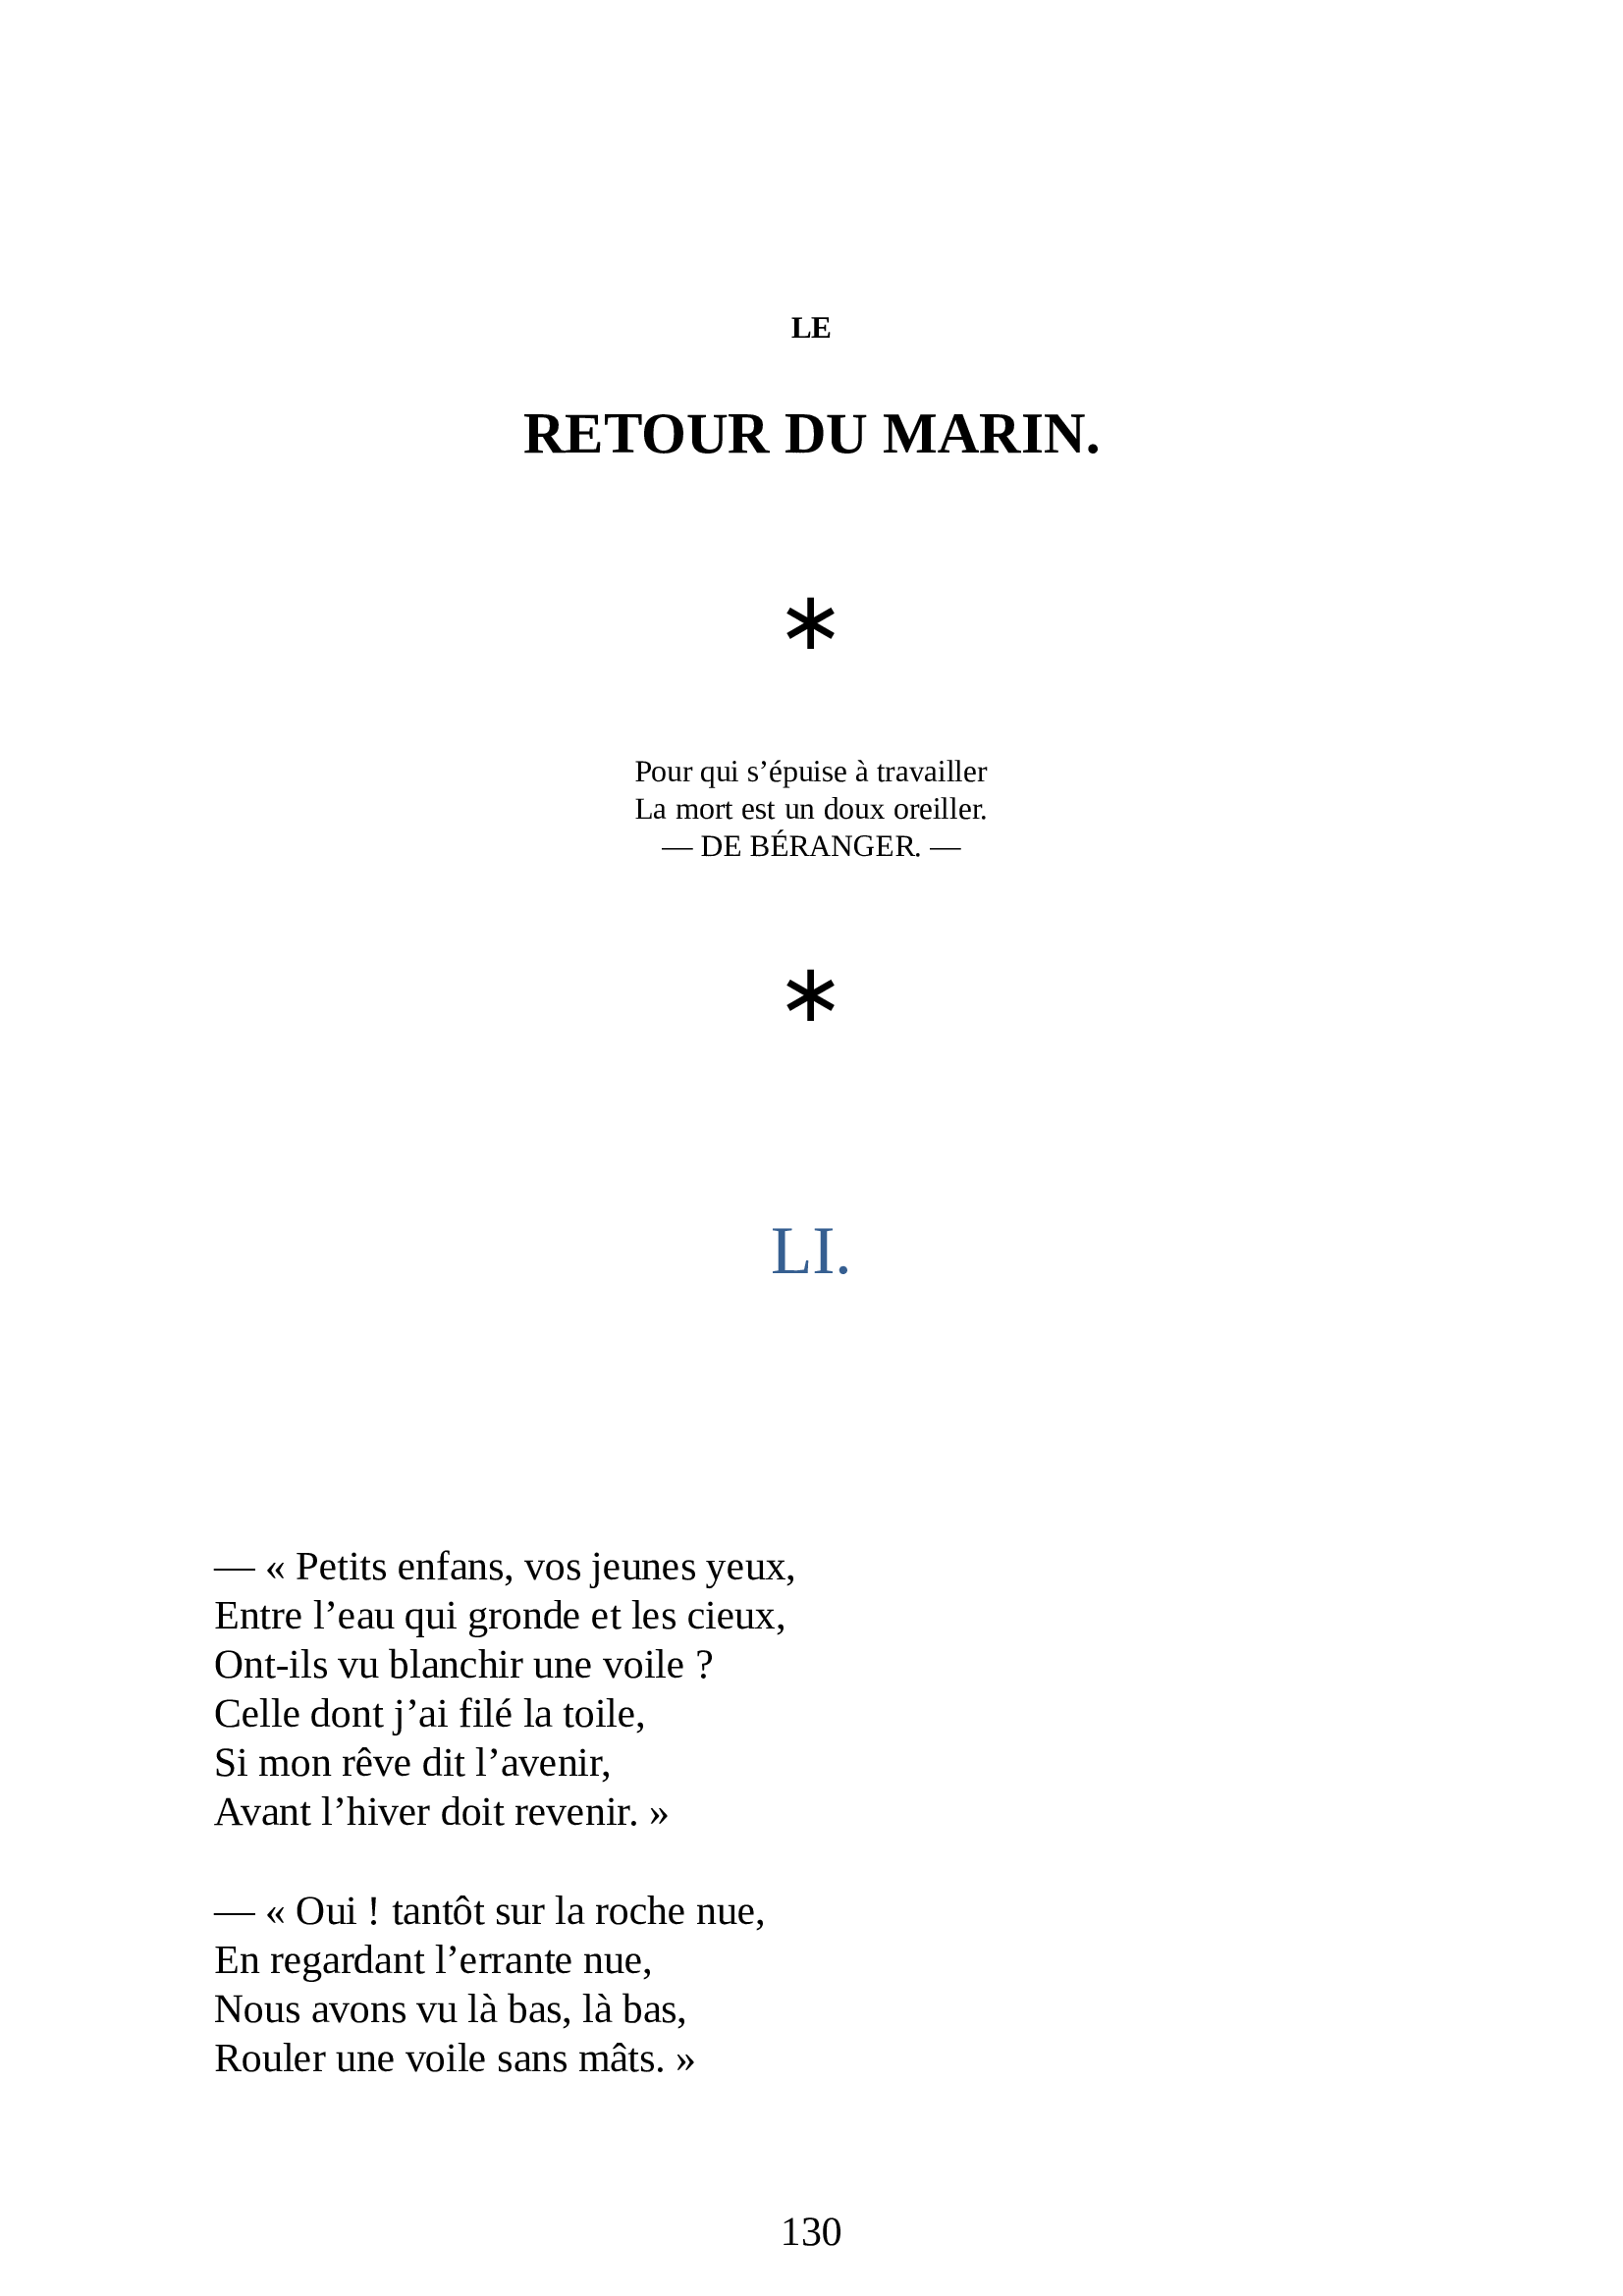 LE
RETOUR DU MARIN.
*
Pour qui s’épuise à travailler
La mort est un doux oreiller.
— DE BÉRANGER. —
*
LI.
— « Petits enfans, vos jeunes yeux,
Entre l’eau qui gronde et les cieux,
Ont-ils vu blanchir une voile ?
Celle dont j’ai filé la toile,
Si mon rêve dit l’avenir,
Avant l’hiver doit revenir. »
— « Oui ! tantôt sur la roche nue,
En regardant l’errante nue,
Nous avons vu là bas, là bas,
Rouler une voile sans mâts. »
130